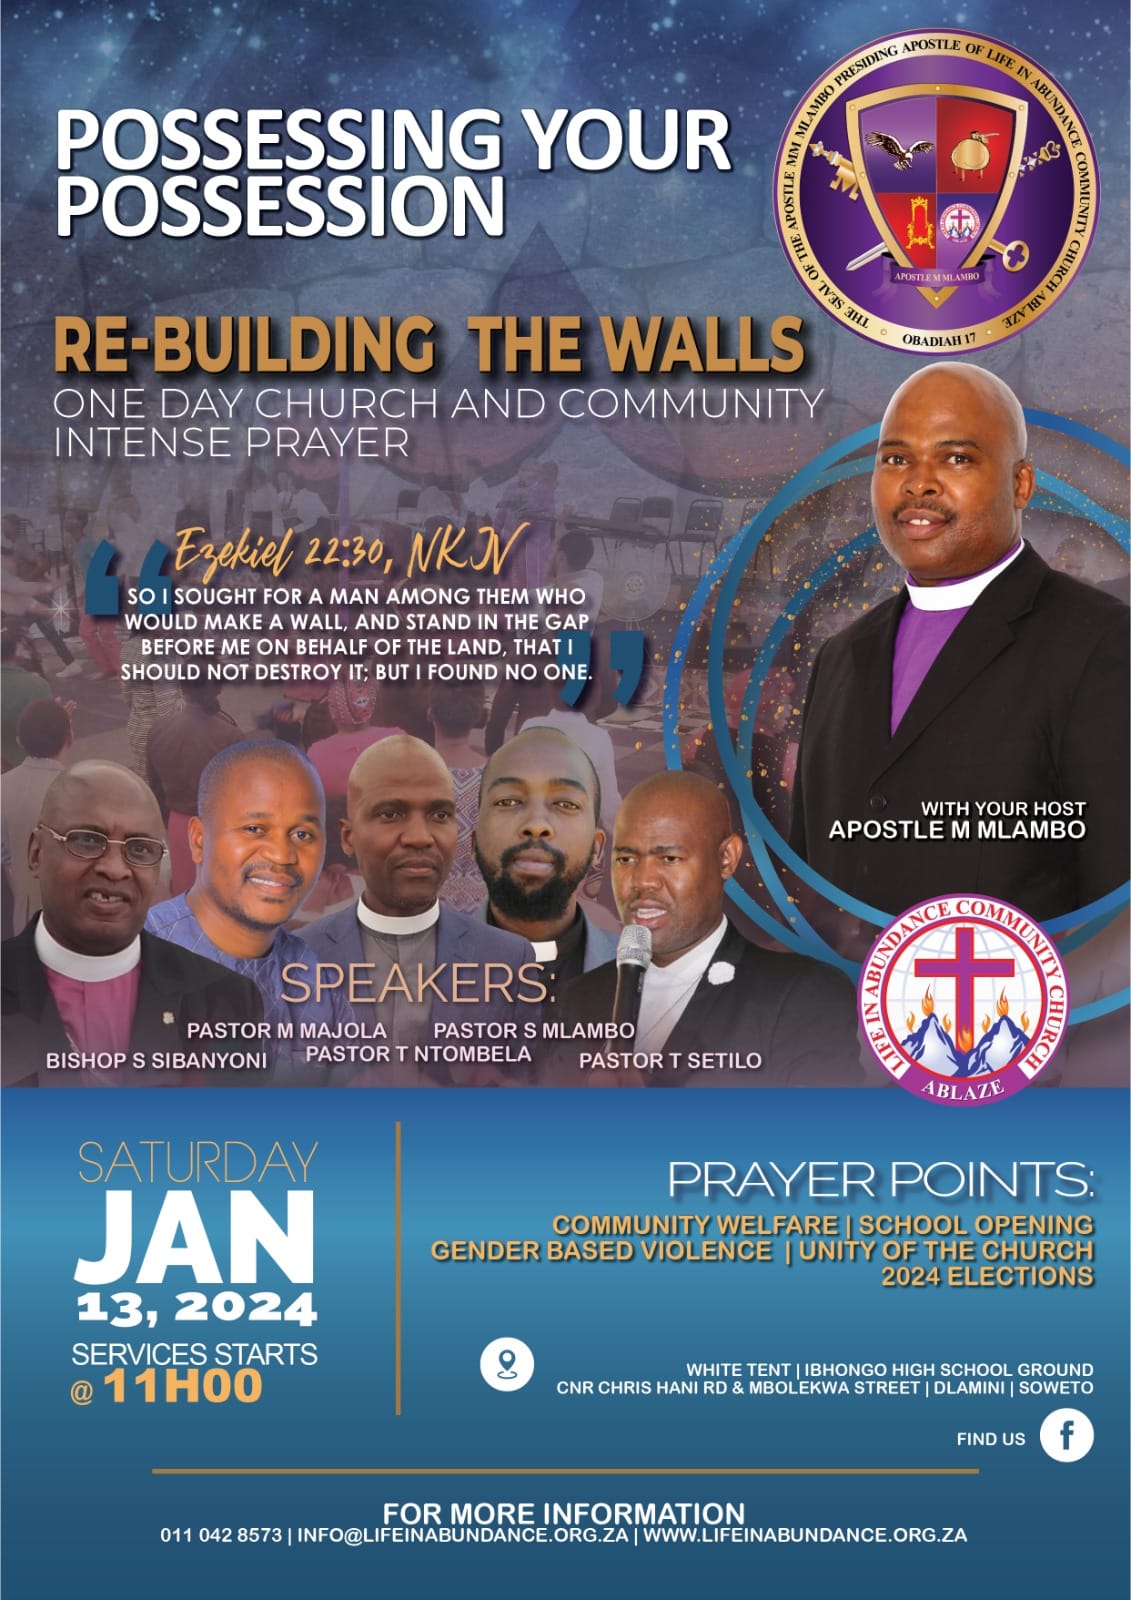 POSSESSING YOUR
POSSESSION
THE SEAL OF THE APOSTLE MM MLAMBO PRESIDING APOSTLE OF LIFE IN ABUNDANCE COMMUNITY CHURCH ABLAZE
APOSTLE M MLAMBO
OBADIAH 17
RE-BUILDING THE WALLS
ONE DAY CHURCH AND COMMUNITY
INTENSE PRAYER
Ezekiel 22:30, NKJV
SO I SOUGHT FOR A MAN AMONG THEM WHO
WOULD MAKE A WALL, AND STAND IN THE GAP
BEFORE ME ON BEHALF OF THE LAND, THAT I
SHOULD NOT DESTROY IT; BUT I FOUND NO ONE.
WITH YOUR HOST
APOSTLE M MLAMBO
SPEAKERS:
PASTOR M MAJOLA PASTOR S MLAMBO
BISHOP S SIBANYONI PASTOR T NTOMBELA PASTOR T SETILO
LIFE IN ABUNDANCE COMMUNITY CHURCH
ABLAZE
SATURDAY
JAN
13, 2024
SERVICES STARTS
@ 11H00
PRAYER POINTS:
COMMUNITY WELFARE | SCHOOL OPENING
GENDER BASED VIOLENCE | UNITY OF THE CHURCH
2024 ELECTIONS
WHITE TENT | IBHONGO HIGH SCHOOL GROUND
CNR CHRIS HANI RD & MBOLEKWA STREET | DLAMINI | SOWETO
FIND US f
FOR MORE INFORMATION
011 042 8573 | INFO@LIFEINABUNDANCE.ORG.ZA | WWW.LIFEINABUNDANCE.ORG.ZA